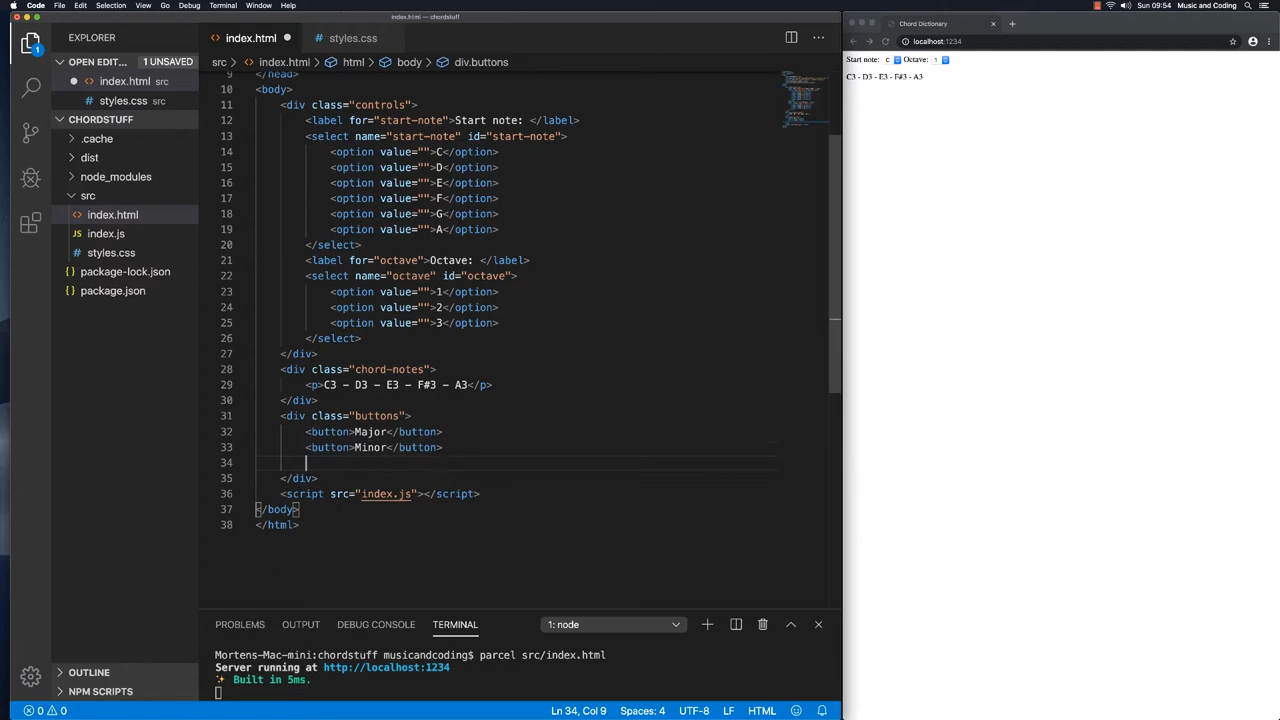 Code File Edit Selection View Go Debug Terminal Window Help
Sun 09:54 Music and Coding
index.html — chordstuff
EXPLORER
index.html
styles.css
src > index.html > html > body > div.buttons
OPEN EDIT... 1 UNSAVED
index.html src
styles.css src
CHORDSTUFF
.cache
dist
node_modules
src
index.html
JS index.js
styles.css
package-lock.json
package.json
OUTLINE
NPM SCRIPTS
1
9 </head>
10 <body>
11 <div class="controls">
12 <label for="start-note">Start note: </label>
13 <select name="start-note" id="start-note">
14 <option value="">C</option>
15 <option value="">D</option>
16 <option value="">E</option>
17 <option value="">F</option>
18 <option value="">G</option>
19 <option value="">A</option>
20 </select>
21 <label for="octave">Octave: </label>
22 <select name="octave" id="octave">
23 <option value="">1</option>
24 <option value="">2</option>
25 <option value="">3</option>
26 </select>
27 </div>
28 <div class="chord-notes">
29 <p>C3 - D3 - E3 - F#3 - A3</p>
30 </div>
31 <div class="buttons">
32 <button>Major</button>
33 <button>Minor</button>
34
35 </div>
36 <script src="index.js"></script>
37 </body>
38 </html>
PROBLEMS OUTPUT DEBUG CONSOLE TERMINAL
1: node
Mortens-Mac-mini:chordstuff musicandcoding$ parcel src/index.html
Server running at http://localhost:1234
Built in 5ms.
0 0
Ln 34, Col 9 Spaces: 4 UTF-8 LF HTML
Chord Dictionary
localhost:1234
Start note: C Octave: 1
C3 - D3 - E3 - F#3 - A3